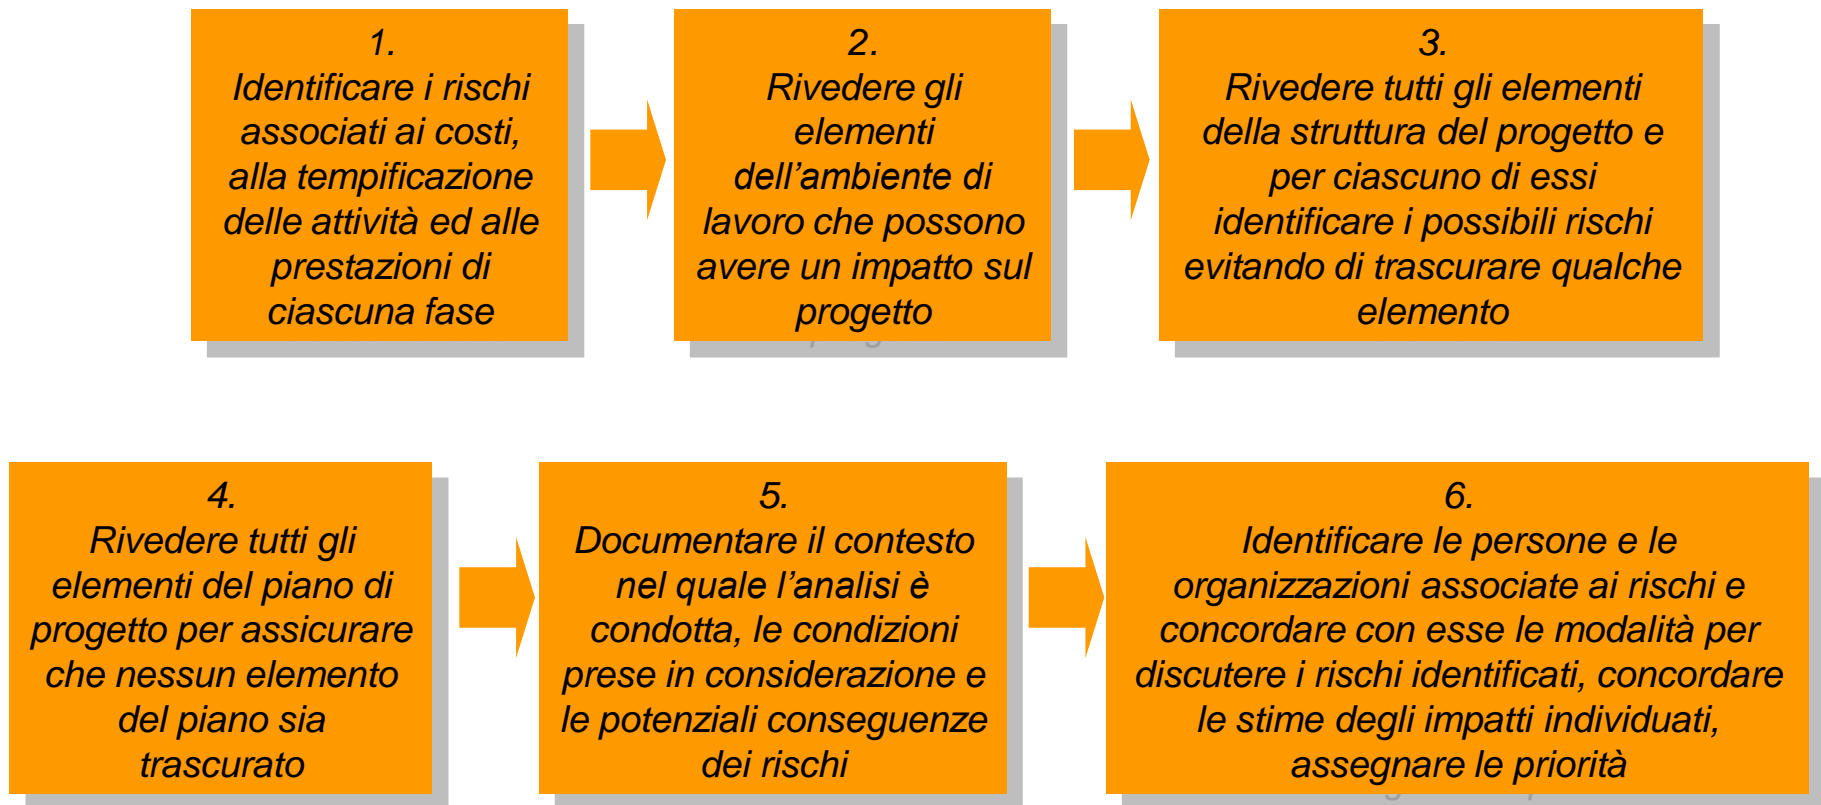 1.
Identificare i rischi
associati ai costi,
alla tempificazione
delle attività ed alle
prestazioni di
ciascuna fase
2.
Rivedere gli
elementi
dell’ambiente di
lavoro che possono
avere un impatto sul
progetto
3.
Rivedere tutti gli elementi
della struttura del progetto e
per ciascuno di essi
identificare i possibili rischi
evitando di trascurare qualche
elemento
4.
Rivedere tutti gli
elementi del piano di
progetto per assicurare
che nessun elemento
del piano sia
trascurato
5.
Documentare il contesto
nel quale l’analisi è
condotta, le condizioni
prese in considerazione e
le potenziali conseguenze
dei rischi
6.
Identificare le persone e le
organizzazioni associate ai rischi e
concordare con esse le modalità per
discutere i rischi identificati, concordare
le stime degli impatti individuati,
assegnare le priorità